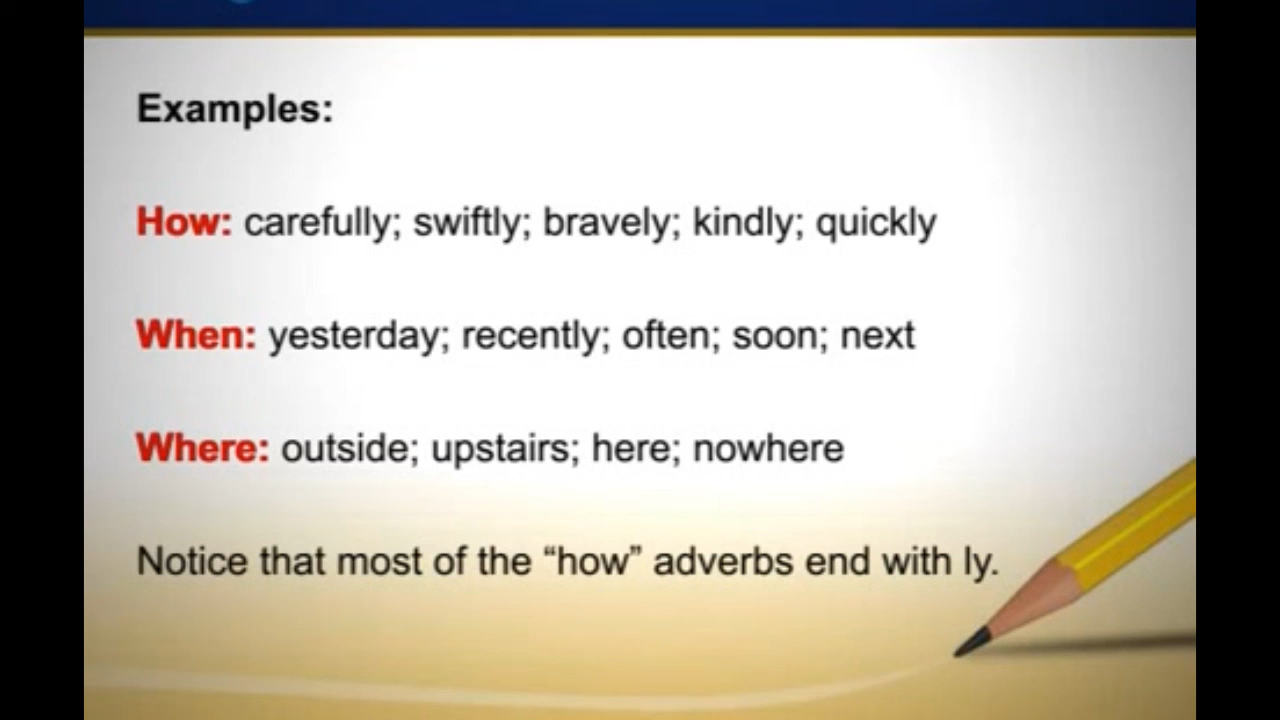 Examples:
How: carefully; swiftly; bravely; kindly; quickly
When: yesterday; recently; often; soon; next
Where: outside; upstairs; here; nowhere
Notice that most of the “how” adverbs end with ly.